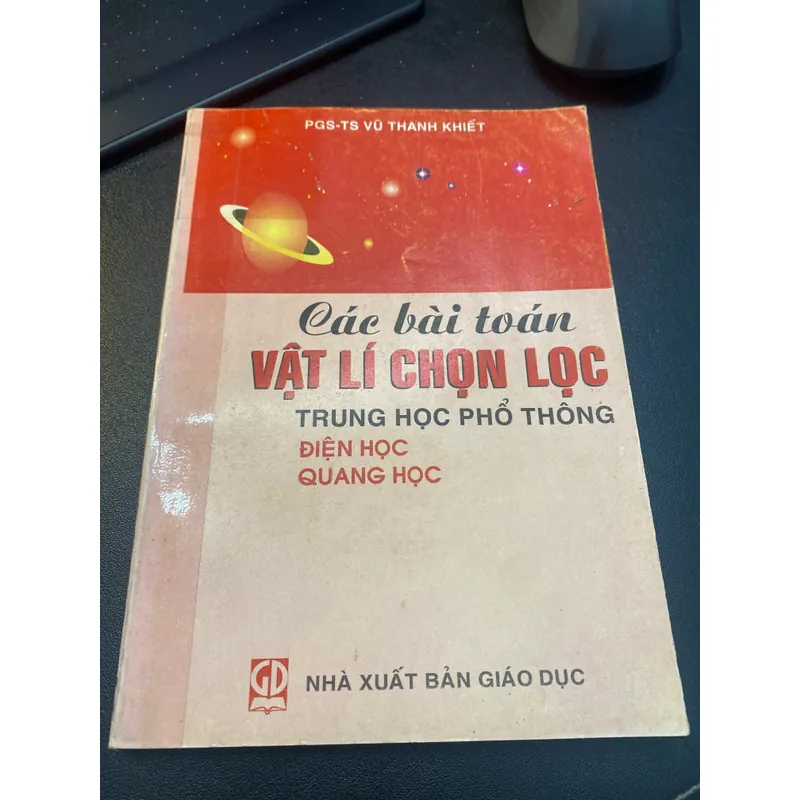 PGS-TS VŨ THANH KHIẾT
Các bài toán
VẬT LÍ CHỌN LỌC
TRUNG HỌC PHỔ THÔNG
ĐIỆN HỌC
QUANG HỌC
GD
NHÀ XUẤT BẢN GIÁO DỤC